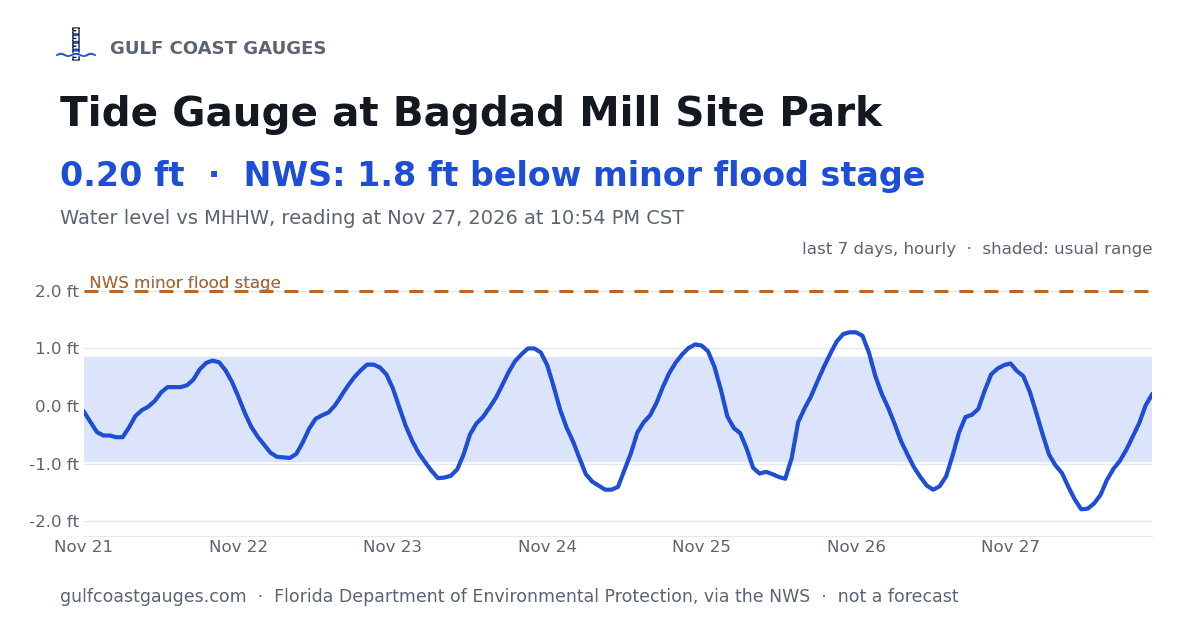 GULF COAST GAUGES
Tide Gauge at Bagdad Mill Site Park
0.20 ft · NWS: 1.8 ft below minor flood stage
Water level vs MHHW, reading at Nov 27, 2026 at 10:54 PM CST
last 7 days, hourly · shaded: usual range
NWS minor flood stage
2.0 ft
1.0 ft
0.0 ft
-1.0 ft
-2.0 ft
Nov 21 Nov 22 Nov 23 Nov 24 Nov 25 Nov 26 Nov 27
gulfcoastgauges.com · Florida Department of Environmental Protection, via the NWS · not a forecast